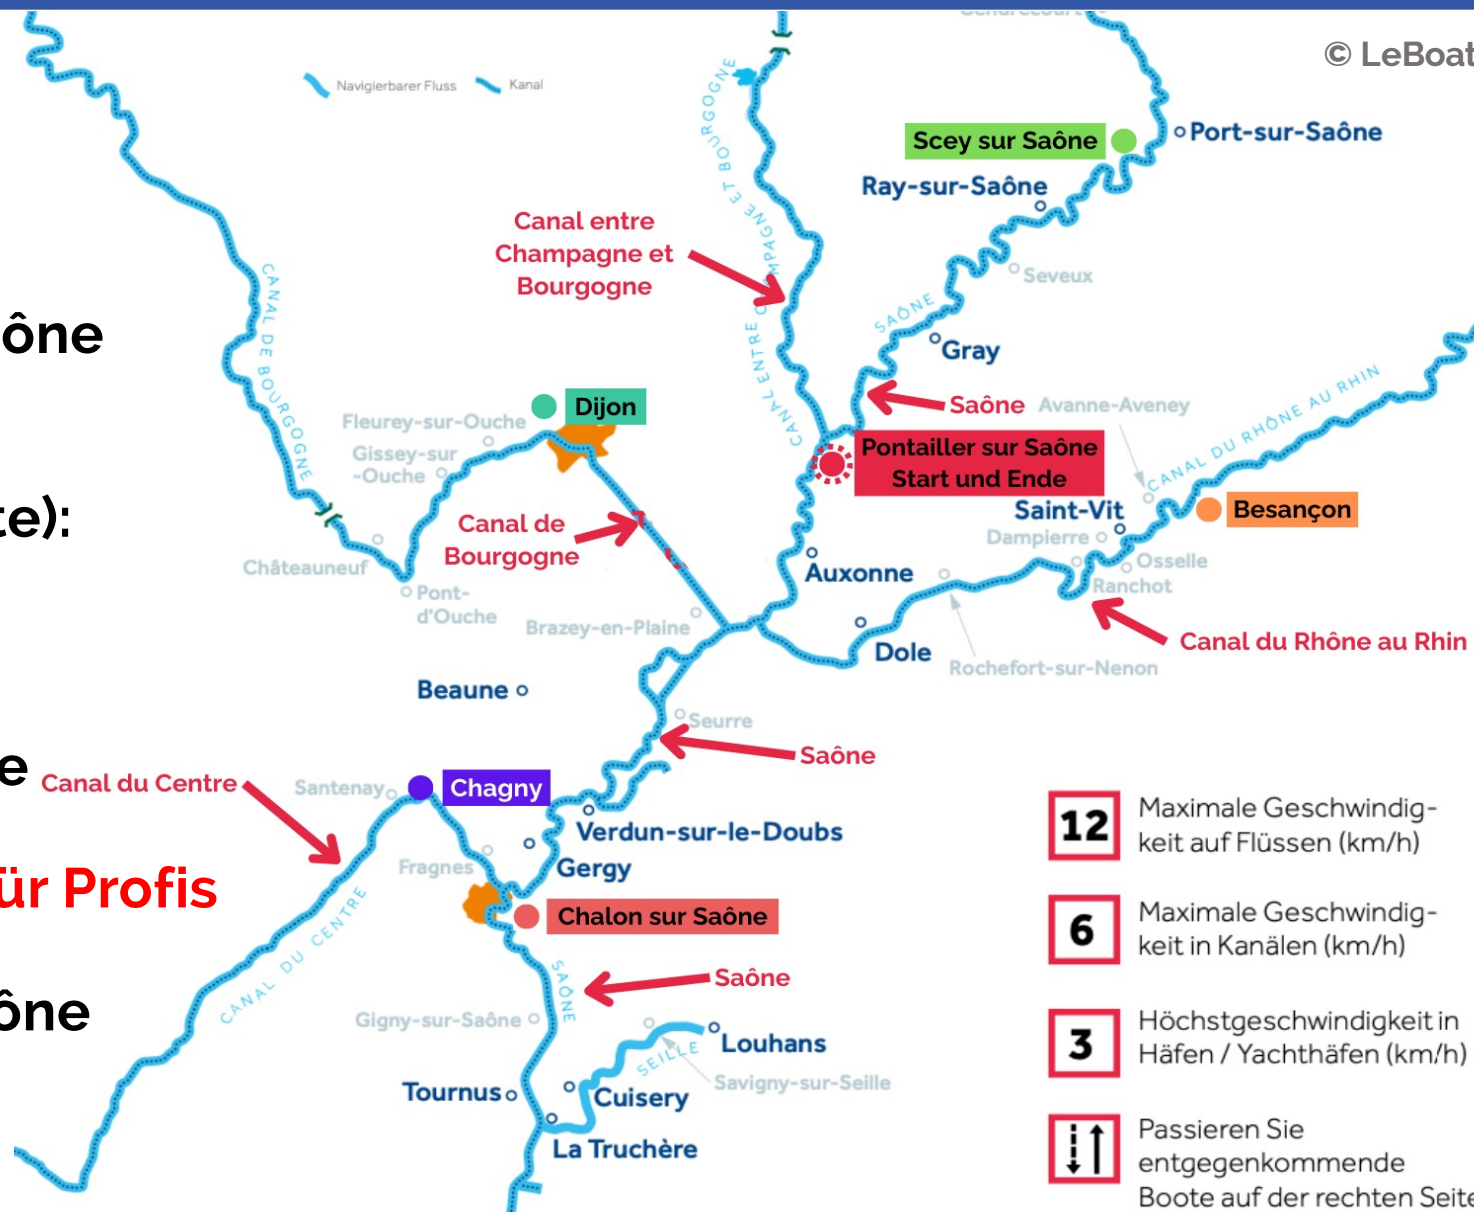 © LeBoat
Navigierbarer Fluss
Kanal
CANAL ENTRE CHAMPAGNE ET BOURGOGNE
Scey sur Saône
Port-sur-Saône
Ray-sur-Saône
Canal entre
Champagne et
Bourgogne
Seveux
CANAL DE BOURGOGNE
SAÔNE
ône
Gray
Saône
Avanne-Aveney
CANAL DU RHÔNE AU RHIN
Dijon
Fleurey-sur-Ouche
Gissey-sur
-Ouche
Pontailler sur Saône
Start und Ende
te):
Canal de
Bourgogne
Saint-Vit
Besançon
Dampierre
Osselle
Ranchot
Châteauneuf
Pont-
d'Ouche
Auxonne
Brazey-en-Plaine
Dole
Rochefort-sur-Nenon
Canal du Rhône au Rhin
Beaune
Seurre
Saône
e
Canal du Centre
Santenay
Chagny
Verdun-sur-le-Doubs
Fragnes
Gergy
ür Profis
Chalon sur Saône
CANAL DU CENTRE
SAÔNE
Saône
ône
Gigny-sur-Saône
Louhans
SEILLE
Savigny-sur-Seille
Tournus
Cuisery
La Truchère
12
Maximale Geschwindig-
keit auf Flüssen (km/h)
6
Maximale Geschwindig-
keit in Kanälen (km/h)
3
Höchstgeschwindigkeit in
Häfen / Yachthäfen (km/h)
Passieren Sie
entgegenkommende
Boote auf der rechten Seite